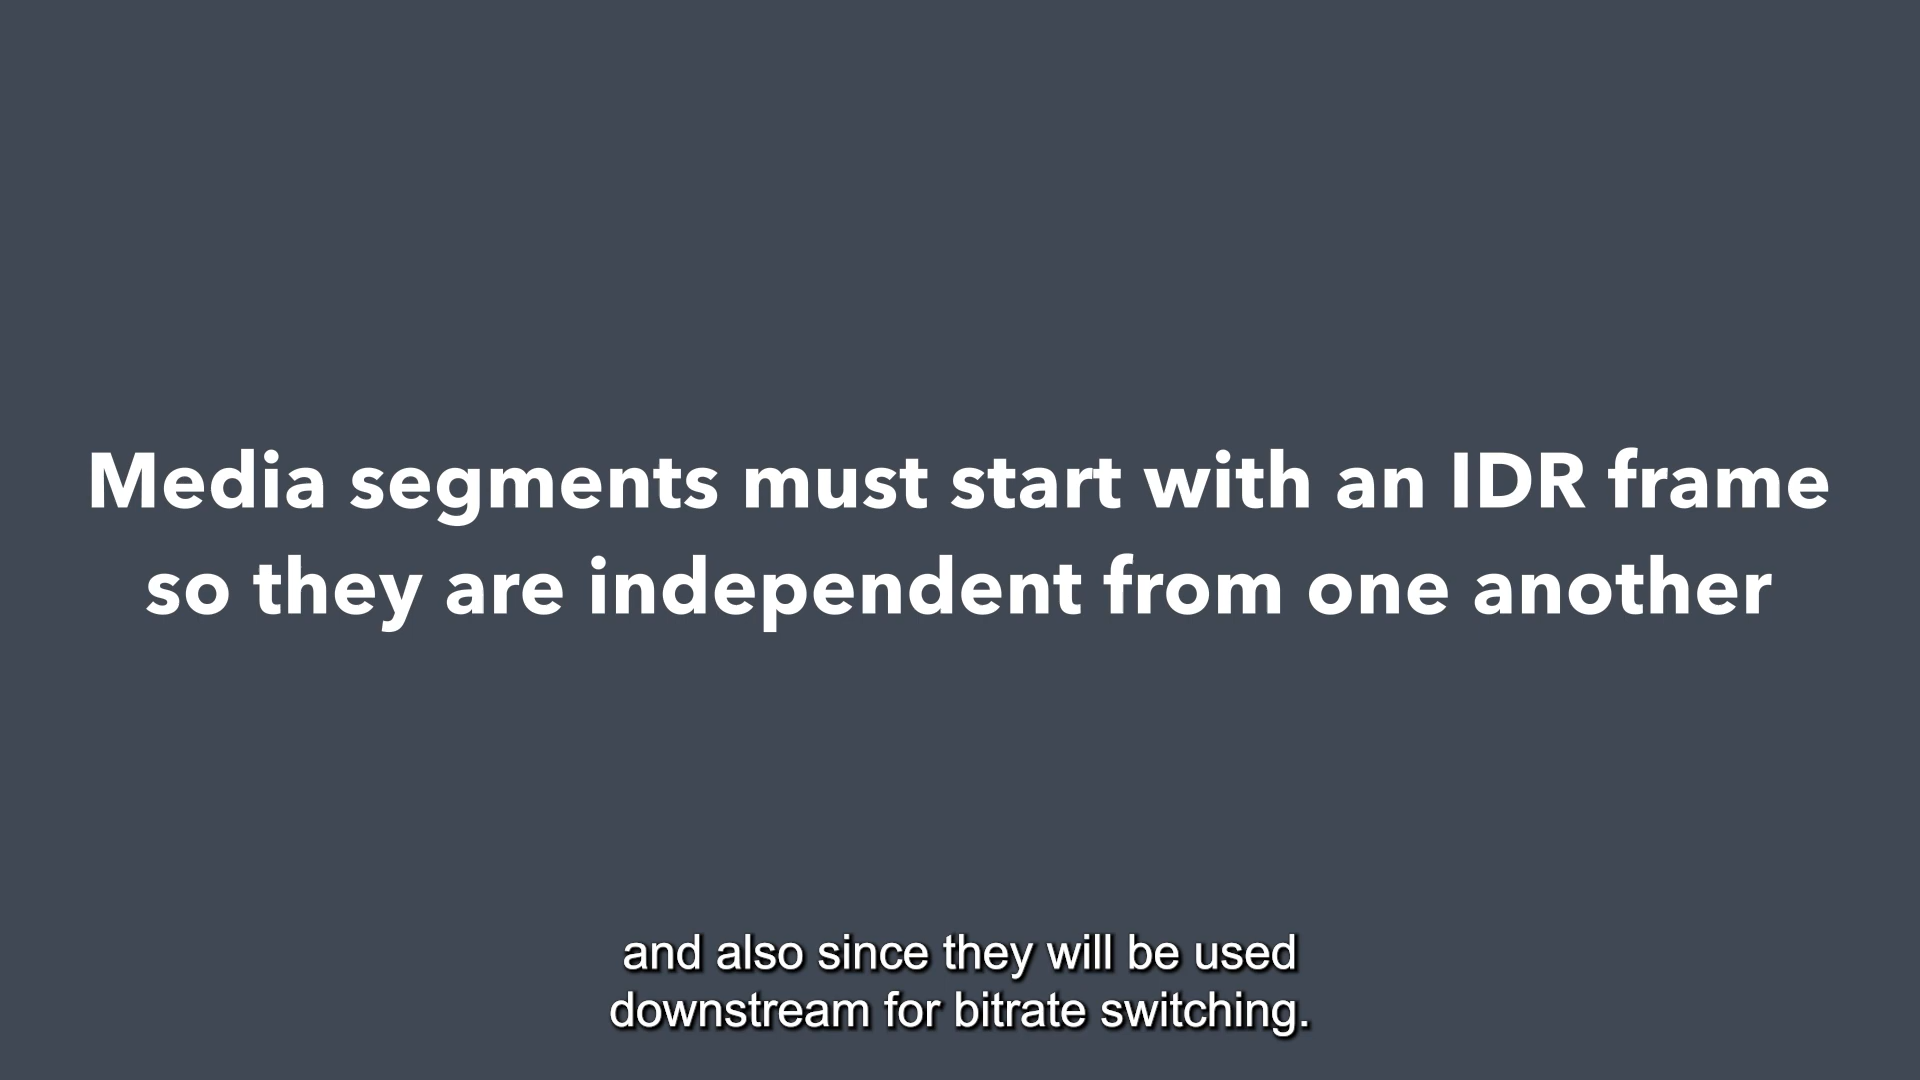 Media segments must start with an IDR frame
so they are independent from one another
and also since they will be used
downstream for bitrate switching.